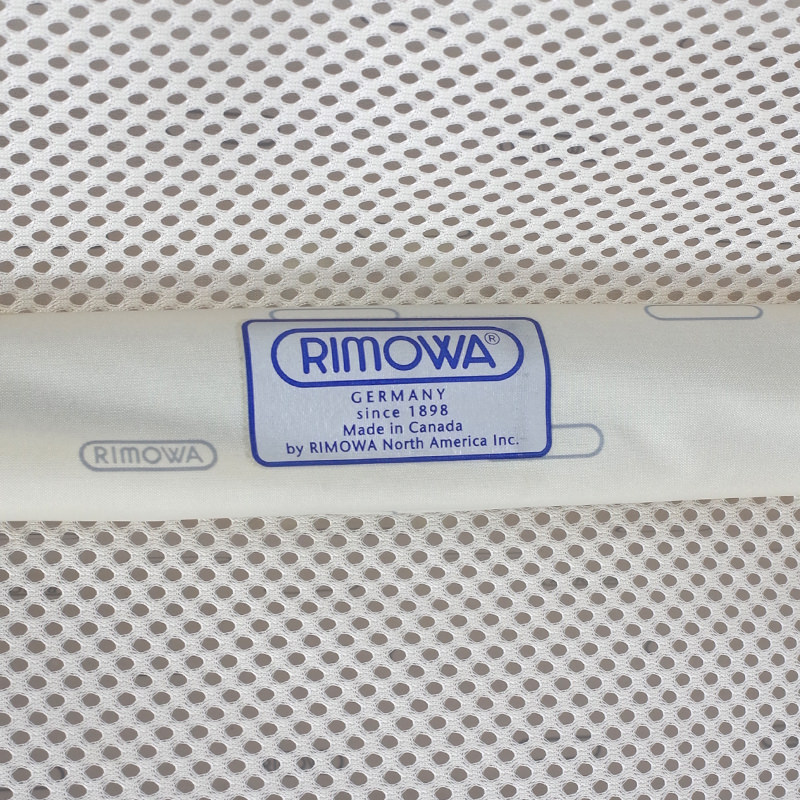 RIMOWA®
GERMANY
since 1898
Made in Canada
by RIMOWA North America Inc.
RIMOWA